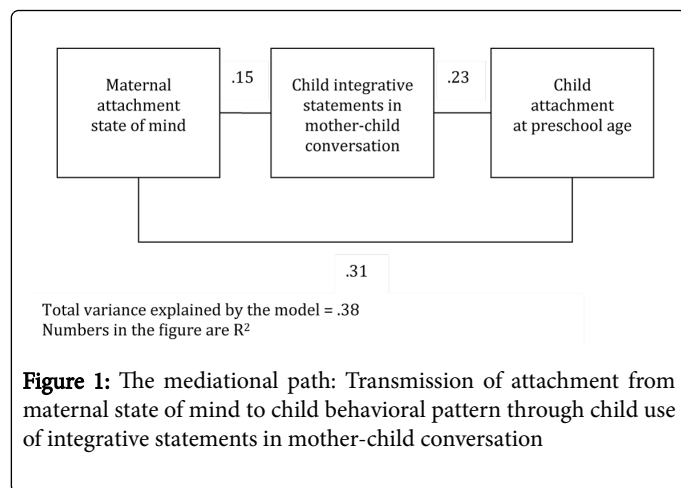 Maternal
attachment
state of mind
.15
Child integrative
statements in
mother-child
conversation
.23
Child
attachment
at preschool age
.31
Total variance explained by the model = .38
Numbers in the figure are R²
Figure 1: The mediational path: Transmission of attachment from
maternal state of mind to child behavioral pattern through child use
of integrative statements in mother-child conversation